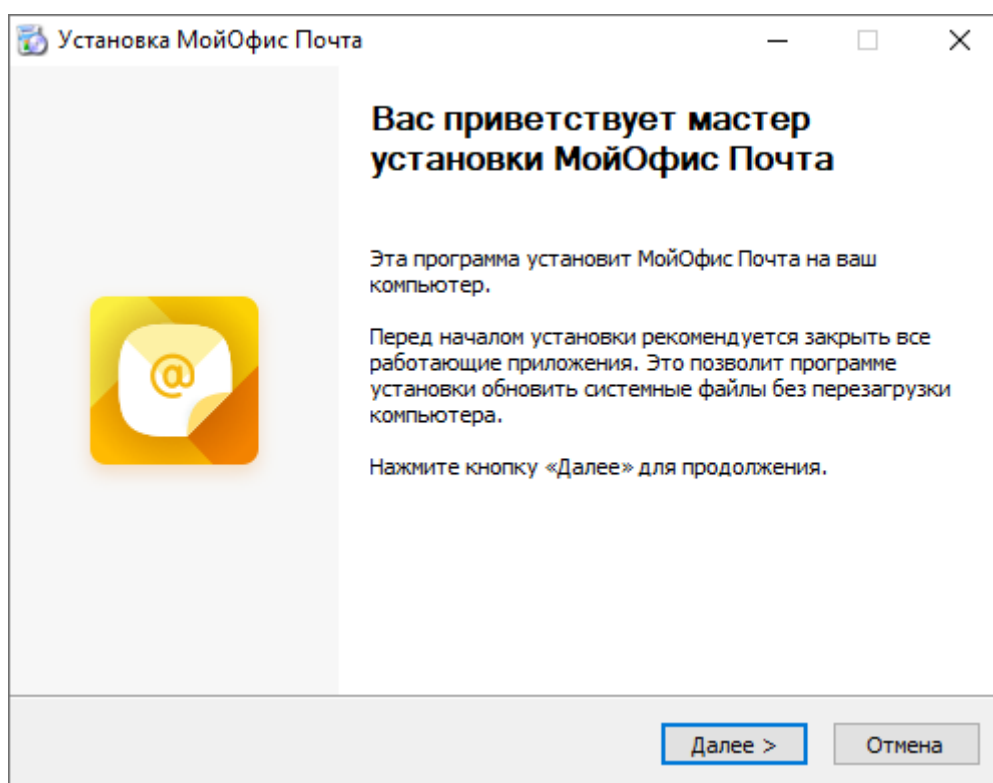 Установка МойОфис Почта
Вас приветствует мастер
установки МойОфис Почта
Эта программа установит МойОфис Почта на ваш
компьютер.
Перед началом установки рекомендуется закрыть все
работающие приложения. Это позволит программе
установки обновить системные файлы без перезагрузки
компьютера.
@
Нажмите кнопку «Далее» для продолжения.
Далее >
Отмена